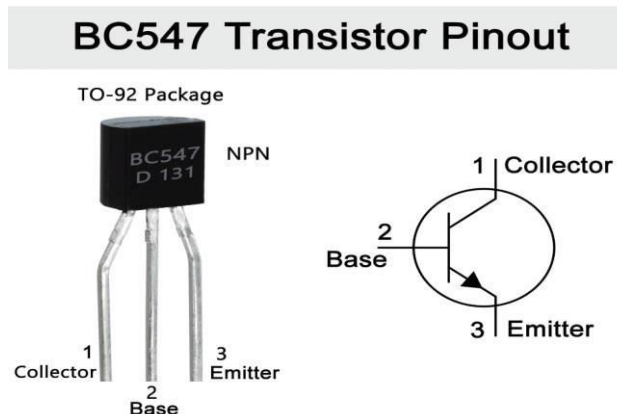 BC547 Transistor Pinout
TO-92 Package
NPN
BC547
D 131
1
Collector
2
Base
3
Emitter
1 Collector
2
Base
3 Emitter